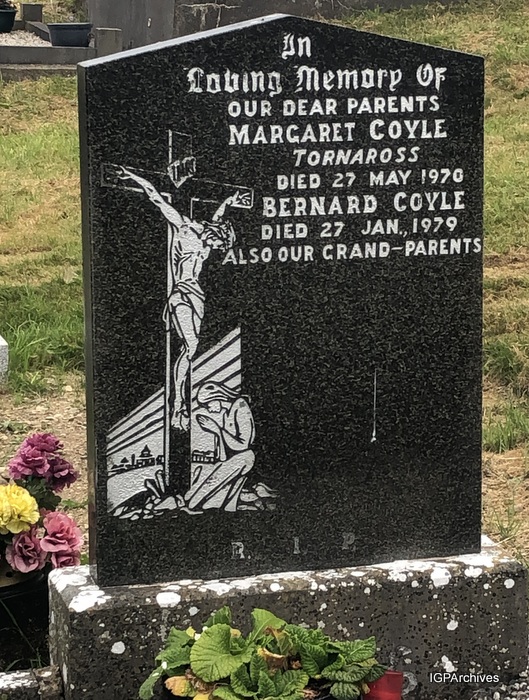 In
Loving Memory Of
OUR DEAR PARENTS
MARGARET COYLE
TORNAROSS
DIED 27 MAY 1970
BERNARD COYLE
DIED 27 JAN., 1979
ALSO OUR GRAND-PARENTS
R. I. P.
IGPArchives